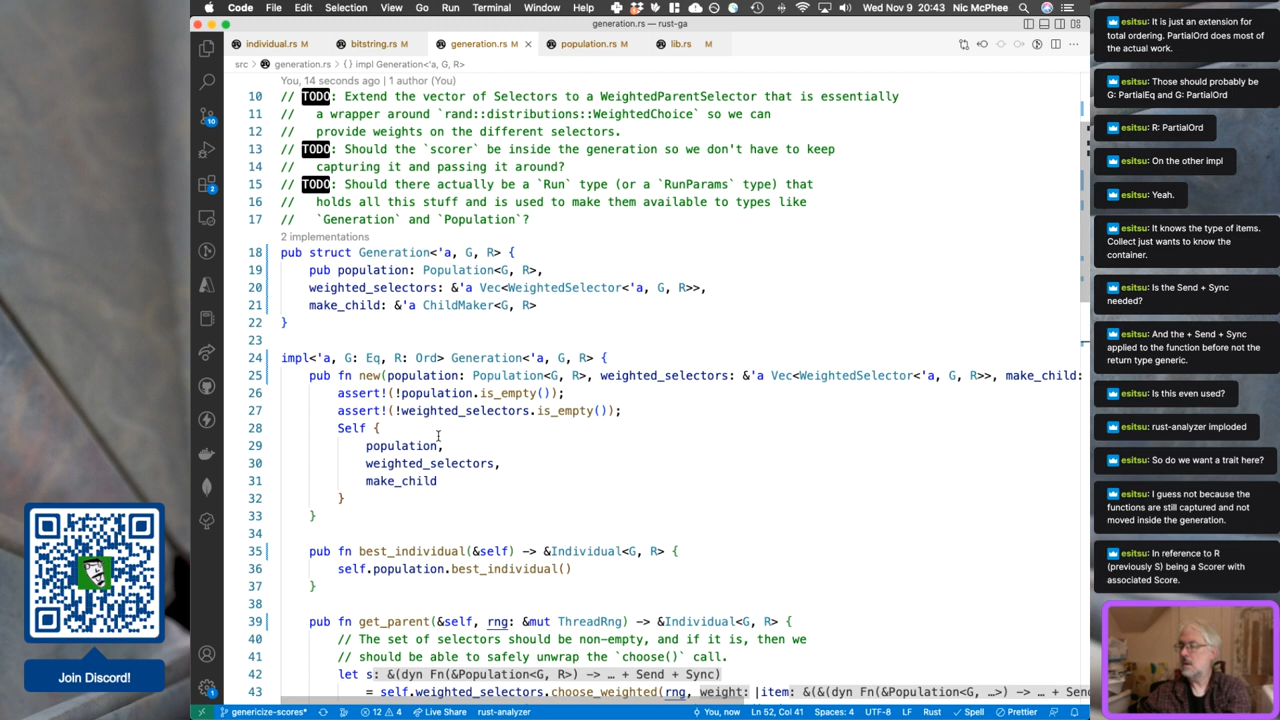 Code File Edit Selection View Go Run Terminal Window Help
Wed Nov 9 20:43 Nic McPhee
generation.rs — rust-ga
individual.rs M
bitstring.rs M
generation.rs M
population.rs M
lib.rs M
src > generation.rs > {} impl Generation<'a, G, R>
You, 14 seconds ago | 1 author (You)
10 // TODO: Extend the vector of Selectors to a WeightedParentSelector that is essentially
11 // a wrapper around `rand::distributions::WeightedChoice` so we can
12 // provide weights on the different selectors.
13 // TODO: Should the `scorer` be inside the generation so we don't have to keep
14 // capturing it and passing it around?
15 // TODO: Should there actually be a `Run` type (or a `RunParams` type) that
16 // holds all this stuff and is used to make them available to types like
17 // `Generation` and `Population`?
2 implementations
18 pub struct Generation<'a, G, R> {
19 pub population: Population<G, R>,
20 weighted_selectors: &'a Vec<WeightedSelector<'a, G, R>>,
21 make_child: &'a ChildMaker<G, R>
22 }
23
24 impl<'a, G: Eq, R: Ord> Generation<'a, G, R> {
25 pub fn new(population: Population<G, R>, weighted_selectors: &'a Vec<WeightedSelector<'a, G, R>>, make_child:
26 assert!(!population.is_empty());
27 assert!(!weighted_selectors.is_empty());
28 Self {
29 population,
30 weighted_selectors,
31 make_child
32 }
33 }
34
35 pub fn best_individual(&self) -> &Individual<G, R> {
36 self.population.best_individual()
37 }
38
39 pub fn get_parent(&self, rng: &mut ThreadRng) -> &Individual<G, R> {
40 // The set of selectors should be non-empty, and if it is, then we
41 // should be able to safely unwrap the `choose()` call.
42 let s: &(dyn Fn(&Population<G, R>) -> … + Send + Sync)
43 = self.weighted_selectors.choose_weighted(rng, weight: |item: &(&(dyn Fn(&Population<G, …>) -> … + Send + Sync
10
2
1
genericize-scores*
12 4
Live Share
rust-analyzer
You, now
Ln 52, Col 41
Spaces: 4
UTF-8
LF
Rust
Spell
Prettier
Join Discord!
esitsu: It is just an extension for
total ordering. PartialOrd does most
of the actual work.
esitsu: Those should probably be
G: PartialEq and G: PartialOrd
esitsu: R: PartialOrd
esitsu: On the other impl
esitsu: Yeah.
esitsu: It knows the type of items.
Collect just wants to know the
container.
esitsu: Is the Send + Sync
needed?
esitsu: And the + Send + Sync
applied to the function before not the
return type generic.
esitsu: Is this even used?
esitsu: rust-analyzer imploded
esitsu: So do we want a trait here?
esitsu: I guess not because the
functions are still captured and not
moved inside the generation.
esitsu: In reference to R
(previously S) being a Scorer with
associated Score.